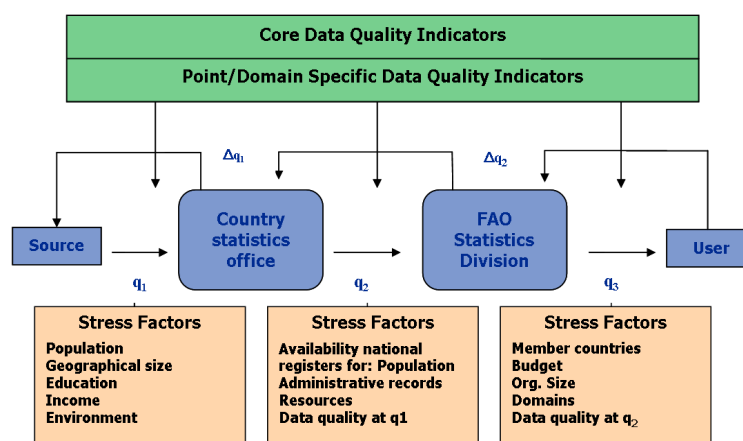 Core Data Quality Indicators
Point/Domain Specific Data Quality Indicators
Δq₁
Δq₂
Source
Country
statistics
office
FAO
Statistics
Division
User
q₁
q₂
q₃
Stress Factors
Population
Geographical size
Education
Income
Environment
Stress Factors
Availability national
registers for: Population
Administrative records
Resources
Data quality at q1
Stress Factors
Member countries
Budget
Org. Size
Domains
Data quality at q₂